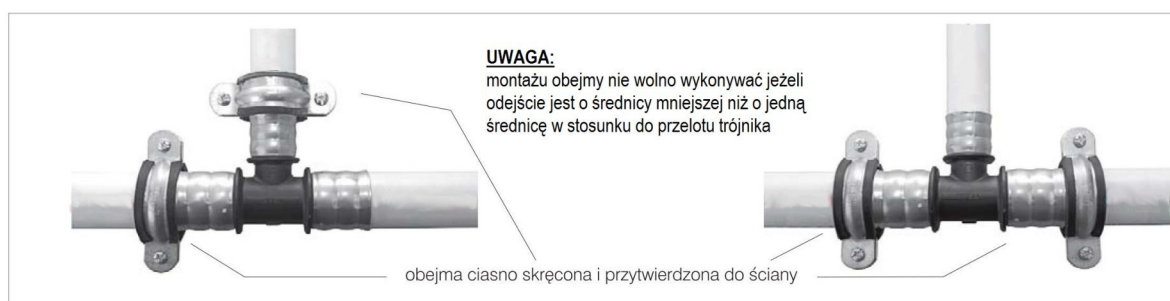 UWAGA:
montażu obejmy nie wolno wykonywać jeżeli
odejście jest o średnicy mniejszej niż o jedną
średnicę w stosunku do przelotu trójnika
obejma ciasno skręcona i przytwierdzona do ściany